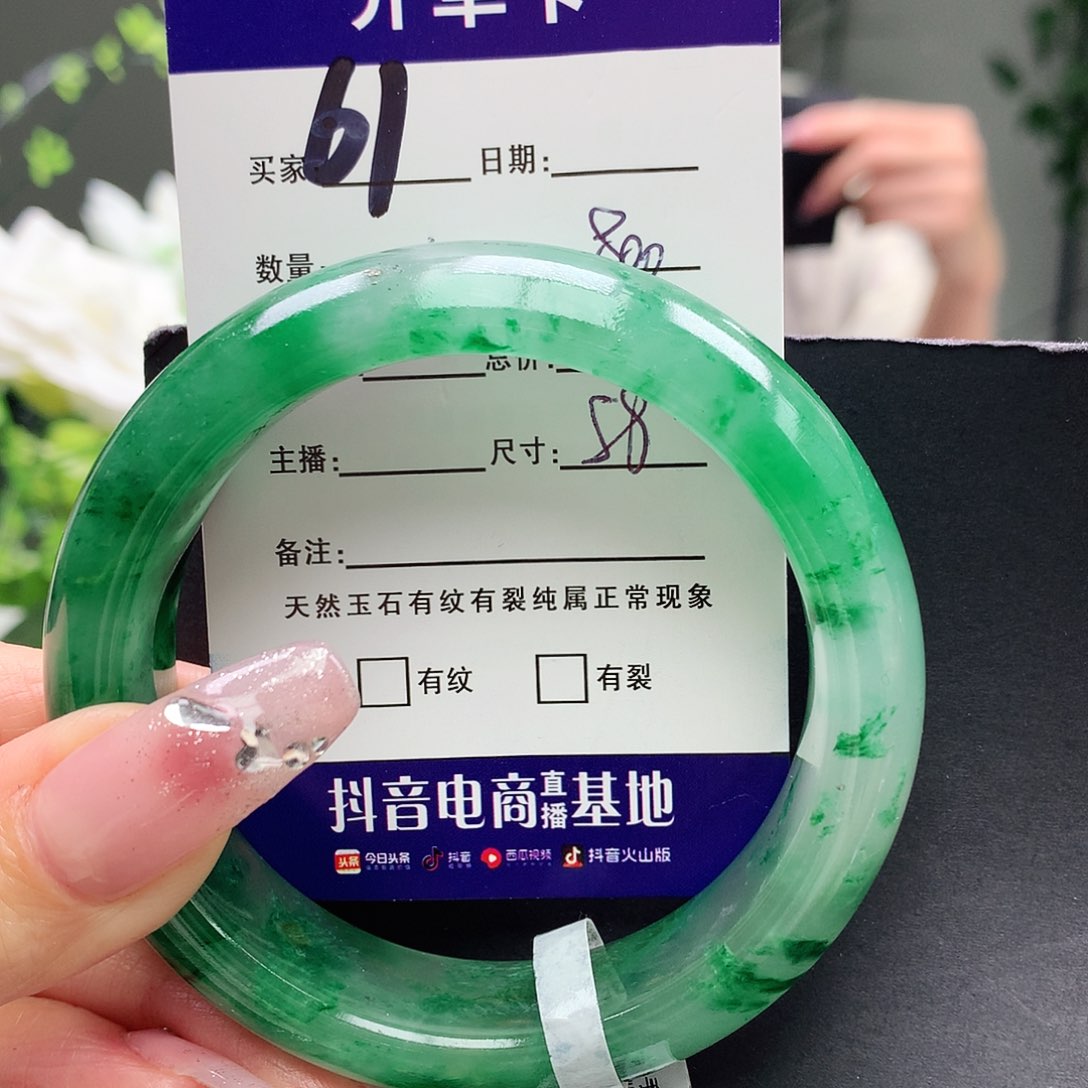 61
买家: 日期:
数量: 800
总价:
主播: 尺寸: 58
备注:
天然玉石有纹有裂纯属正常现象
有纹 有裂
抖音电商直播基地
头条 今日头条 抖音 西瓜视频 抖音火山版